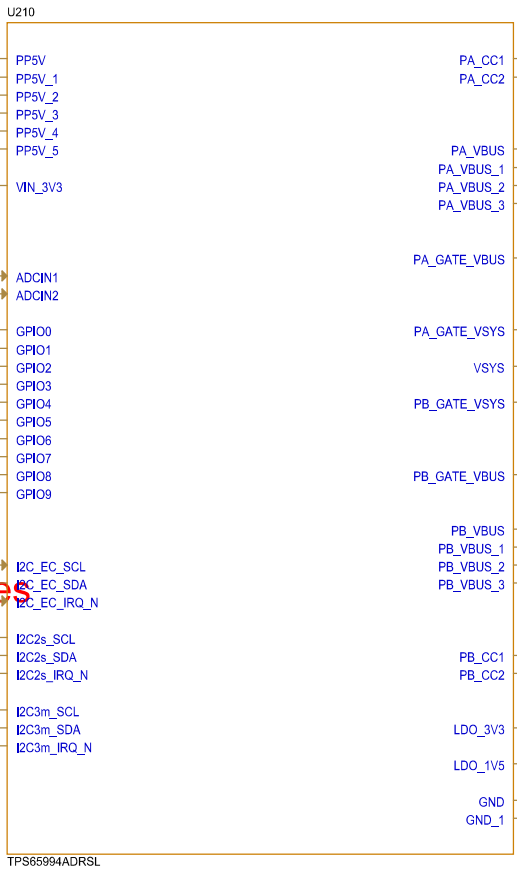 U210
PP5V
PP5V_1
PP5V_2
PP5V_3
PP5V_4
PP5V_5
VIN_3V3
ADCIN1
ADCIN2
GPIO0
GPIO1
GPIO2
GPIO3
GPIO4
GPIO5
GPIO6
GPIO7
GPIO8
GPIO9
I2C_EC_SCL
I2C_EC_SDA
es
I2C_EC_IRQ_N
I2C2s_SCL
I2C2s_SDA
I2C2s_IRQ_N
I2C3m_SCL
I2C3m_SDA
I2C3m_IRQ_N
PA_CC1
PA_CC2
PA_VBUS
PA_VBUS_1
PA_VBUS_2
PA_VBUS_3
PA_GATE_VBUS
PA_GATE_VSYS
VSYS
PB_GATE_VSYS
PB_GATE_VBUS
PB_VBUS
PB_VBUS_1
PB_VBUS_2
PB_VBUS_3
PB_CC1
PB_CC2
LDO_3V3
LDO_1V5
GND
GND_1
TPS65994ADRSL